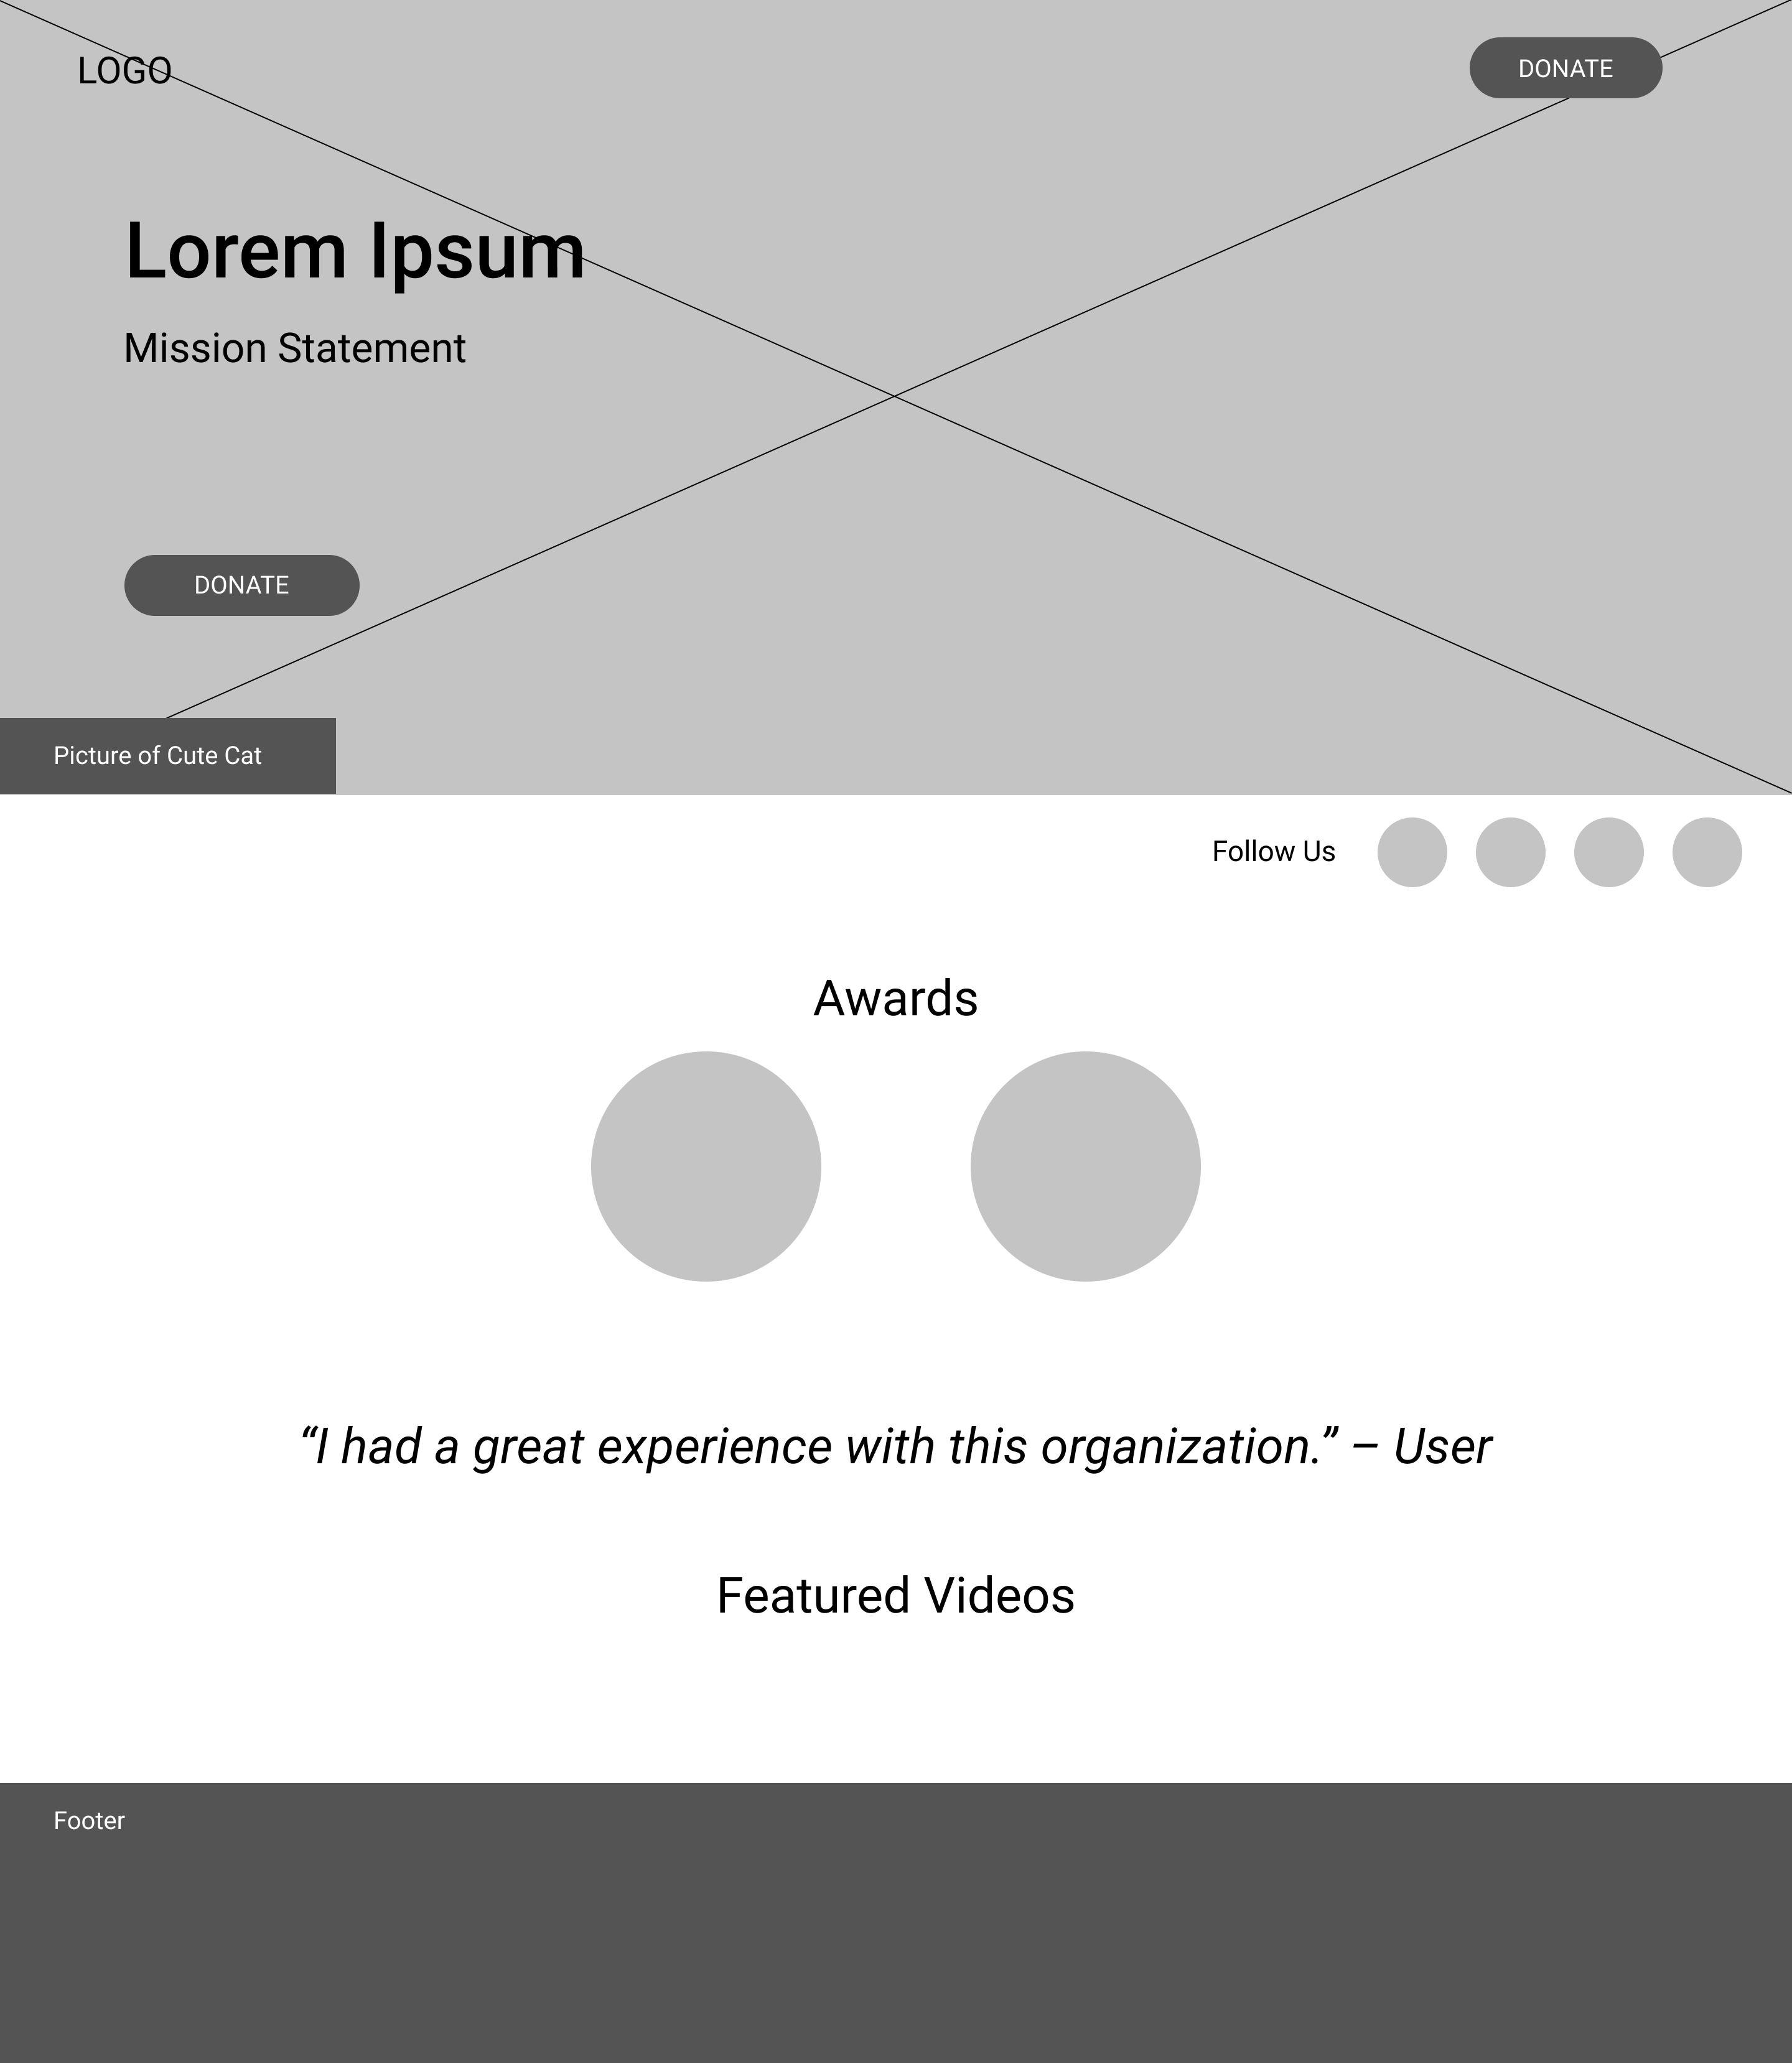 LOGO
DONATE
Lorem Ipsum
Mission Statement
DONATE
Picture of Cute Cat
Follow Us
Awards
“I had a great experience with this organization.” – User
Featured Videos
Footer